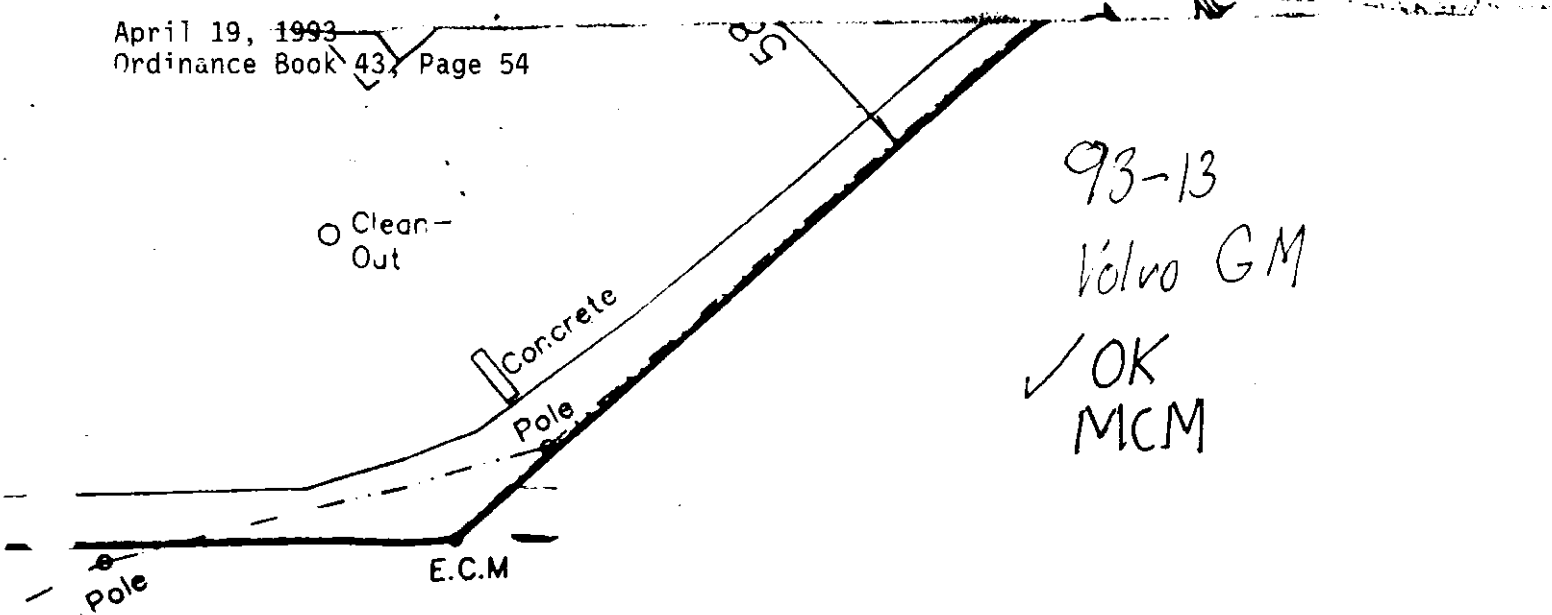 April 19, 1993
Ordinance Book 43, Page 54
58
93-13
Volvo GM
✓ OK
MCM
Clean-
Out
Concrete
Pole
E.C.M
Pole